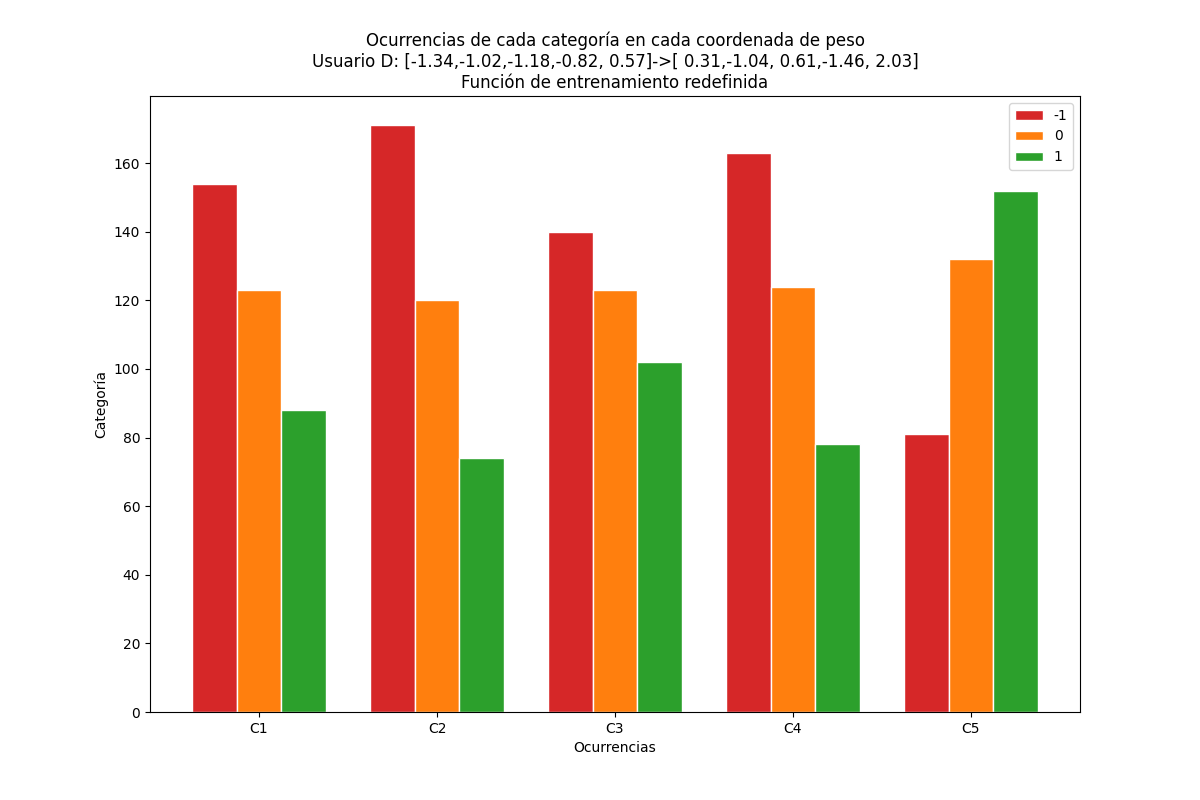 Ocurrencias de cada categoría en cada coordenada de peso
Usuario D: [-1.34,-1.02,-1.18,-0.82, 0.57]->[ 0.31,-1.04, 0.61,-1.46, 2.03]
Función de entrenamiento redefinida
-1
0
1
160
140
120
100
80
60
40
20
0
Categoría
C1 C2 C3 C4 C5
Ocurrencias